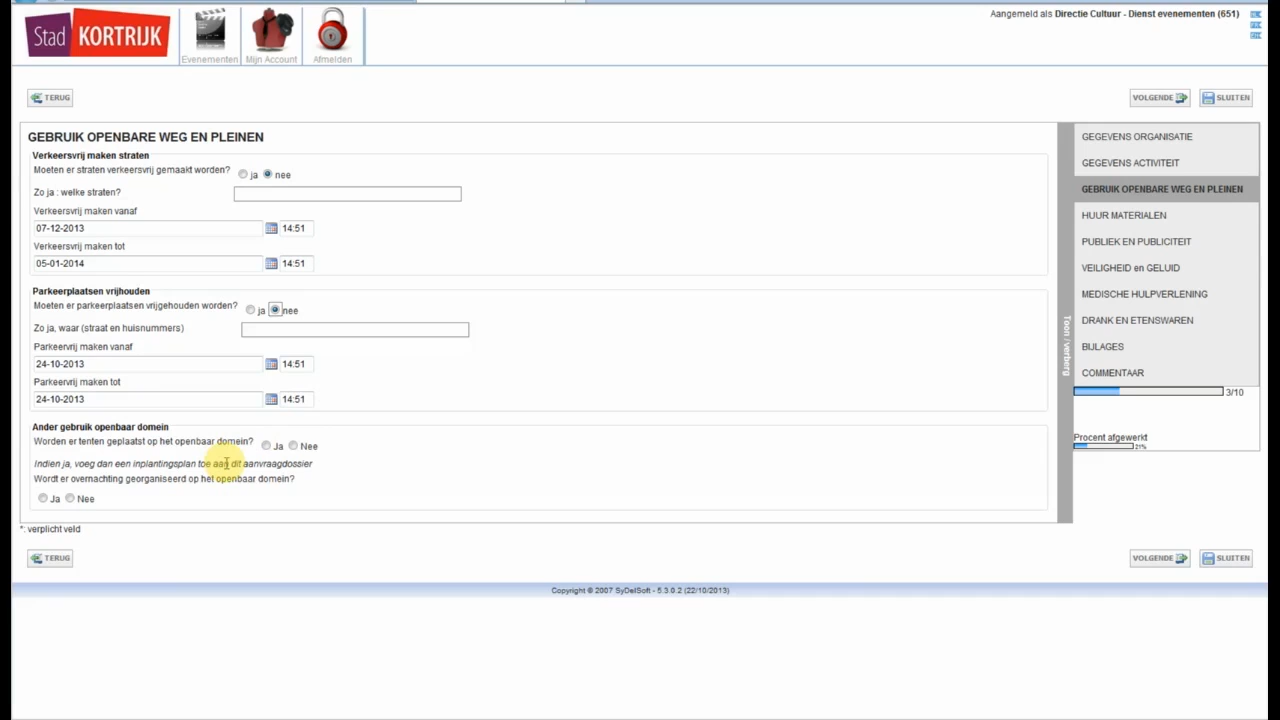 Stad KORTRIJK
Evenementen
Mijn Account
Afmelden
Aangemeld als Directie Cultuur - Dienst evenementen (651)
TERUG
VOLGENDE
SLUITEN
GEBRUIK OPENBARE WEG EN PLEINEN
Verkeersvrij maken straten
Moeten er straten verkeersvrij gemaakt worden? ja nee
Zo ja : welke straten?
Verkeersvrij maken vanaf
07-12-2013 14:51
Verkeersvrij maken tot
05-01-2014 14:51
Parkeerplaatsen vrijhouden
Moeten er parkeerplaatsen vrijgehouden worden? ja nee
Zo ja, waar (straat en huisnummers)
Parkeervrij maken vanaf
24-10-2013 14:51
Parkeervrij maken tot
24-10-2013 14:51
Ander gebruik openbaar domein
Worden er tenten geplaatst op het openbaar domein? Ja Nee
Indien ja, voeg dan een inplantingsplan toe aan dit aanvraagdossier
Wordt er overnachting georganiseerd op het openbaar domein?
Ja Nee
*: verplicht veld
Toon / verberg
GEGEVENS ORGANISATIE
GEGEVENS ACTIVITEIT
GEBRUIK OPENBARE WEG EN PLEINEN
HUUR MATERIALEN
PUBLIEK EN PUBLICITEIT
VEILIGHEID en GELUID
MEDISCHE HULPVERLENING
DRANK EN ETENSWAREN
BIJLAGES
COMMENTAAR
3/10
Procent afgewerkt
21%
TERUG
VOLGENDE
SLUITEN
Copyright © 2007 SyDelSoft - 5.3.0.2 (22/10/2013)